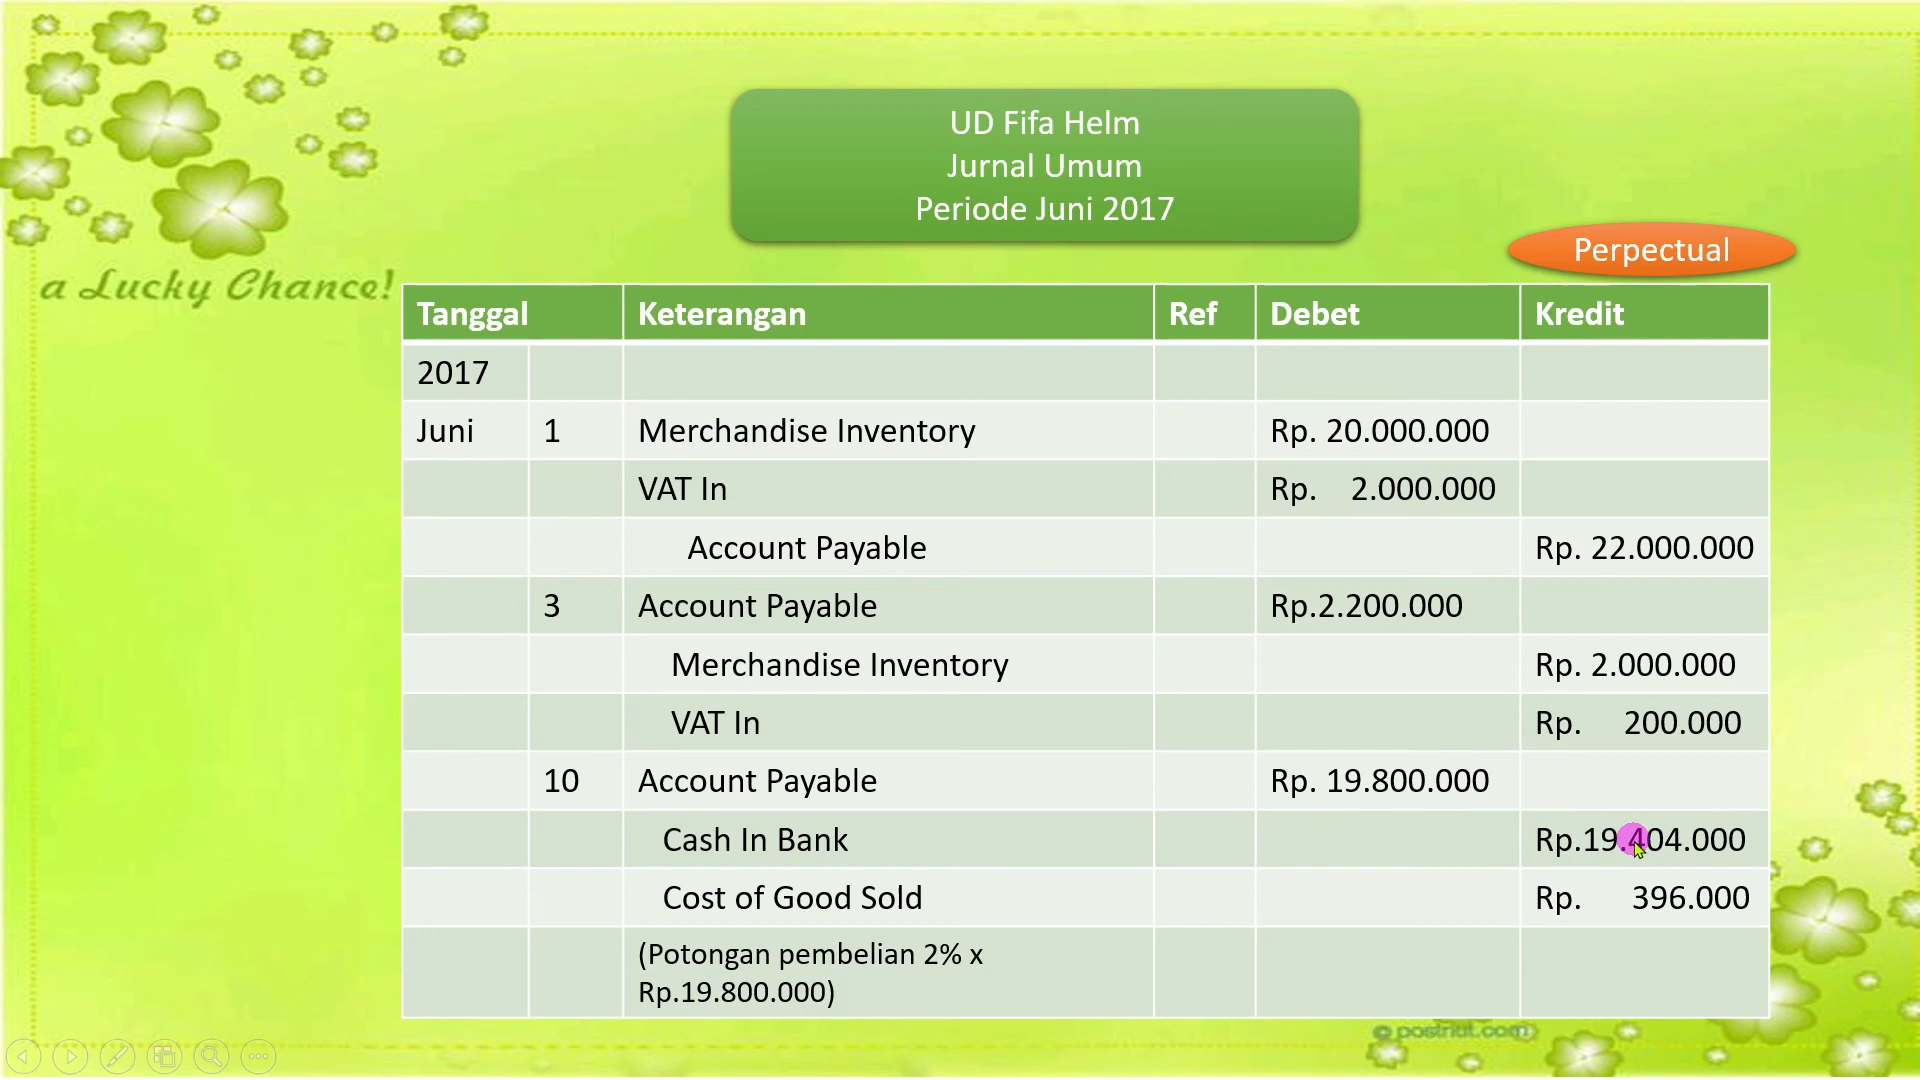 UD Fifa Helm
Jurnal Umum
Periode Juni 2017
Perpectual
a Lucky Chance!
Tanggal Keterangan Ref Debet Kredit
2017
Juni 1 Merchandise Inventory Rp. 20.000.000
VAT In Rp. 2.000.000
Account Payable Rp. 22.000.000
3 Account Payable Rp.2.200.000
Merchandise Inventory Rp. 2.000.000
VAT In Rp. 200.000
10 Account Payable Rp. 19.800.000
Cash In Bank Rp.19.404.000
Cost of Good Sold Rp. 396.000
(Potongan pembelian 2% x
Rp.19.800.000)